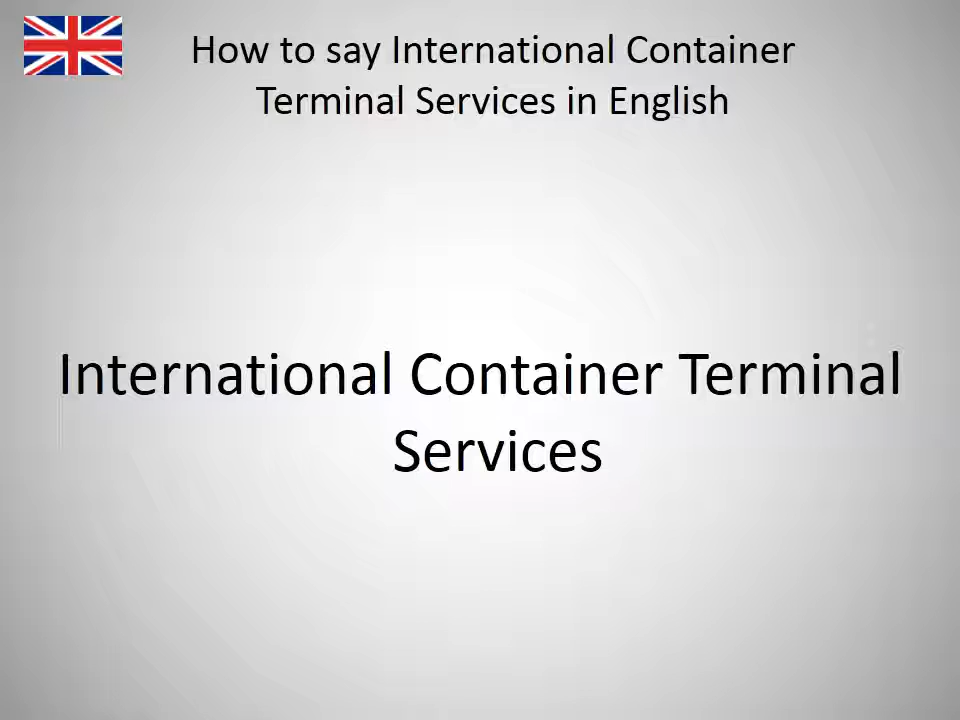 How to say International Container
Terminal Services in English
International Container Terminal
Services